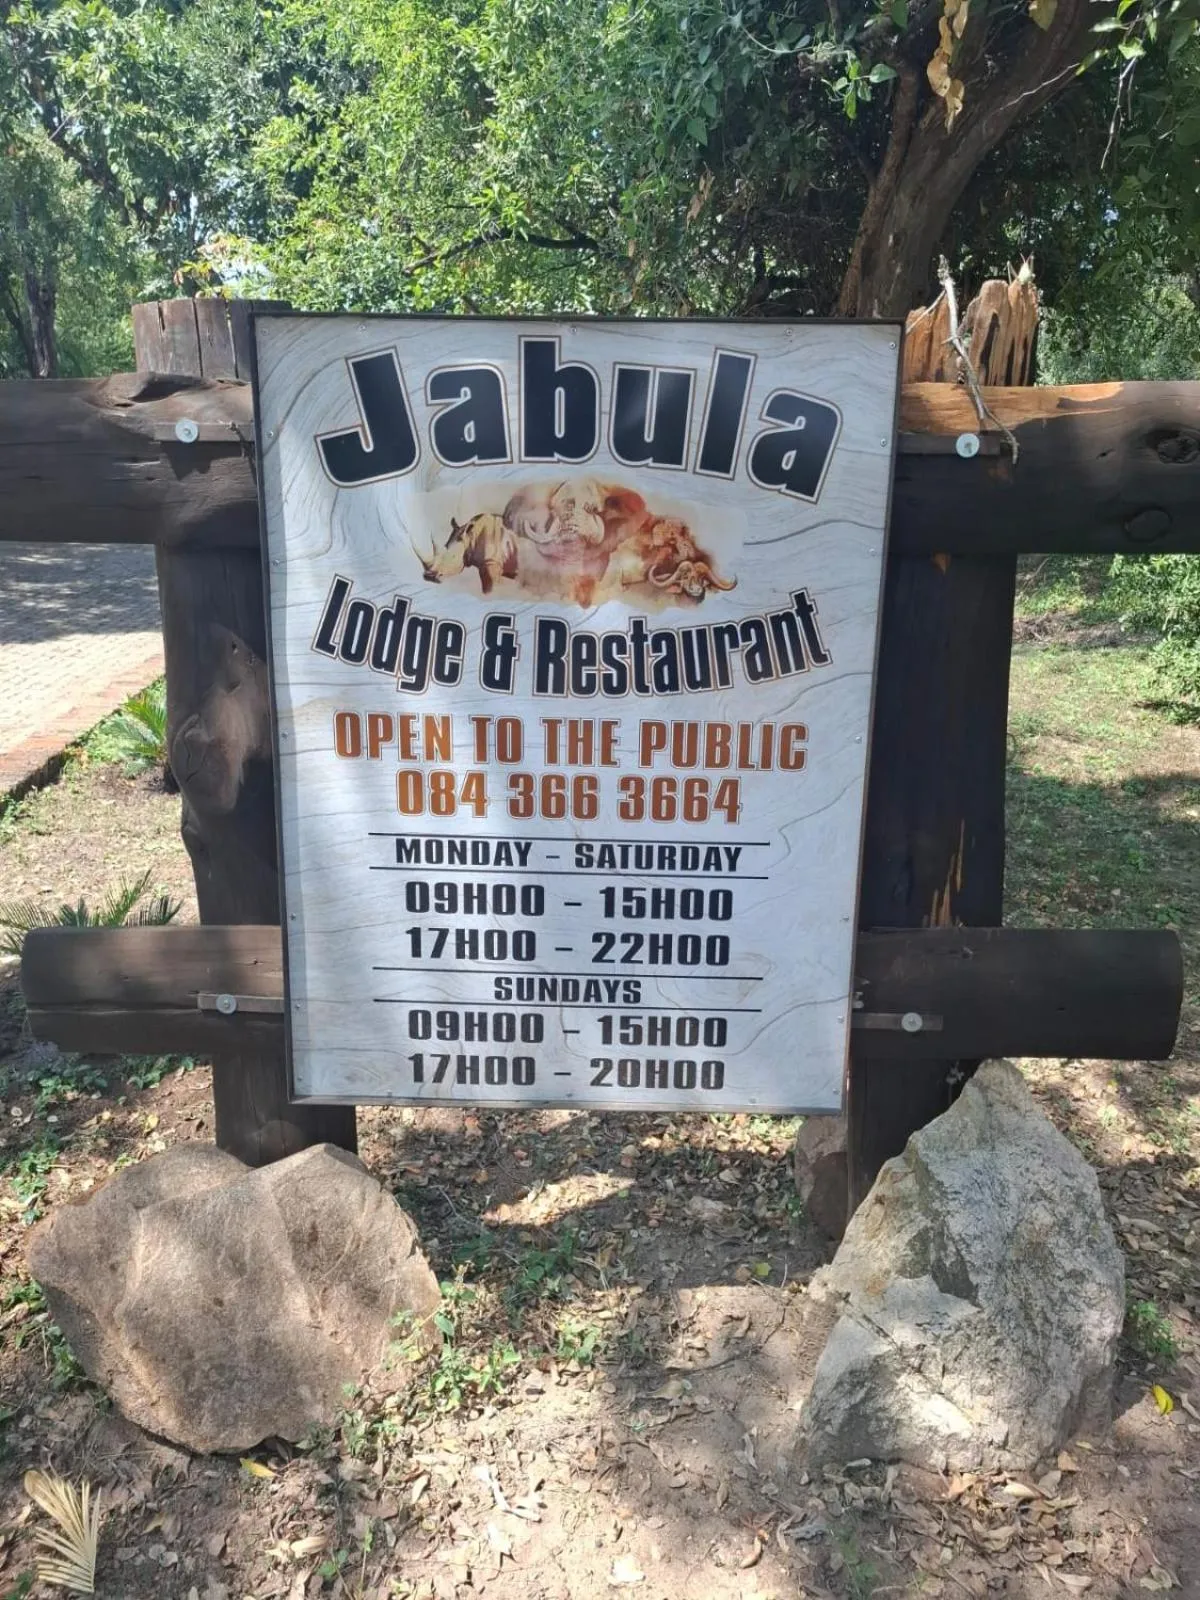 Jabula
Lodge & Restaurant
OPEN TO THE PUBLIC
084 366 3664
MONDAY - SATURDAY
09H00 - 15H00
17H00 - 22H00
SUNDAYS
09H00 - 15H00
17H00 - 20H00